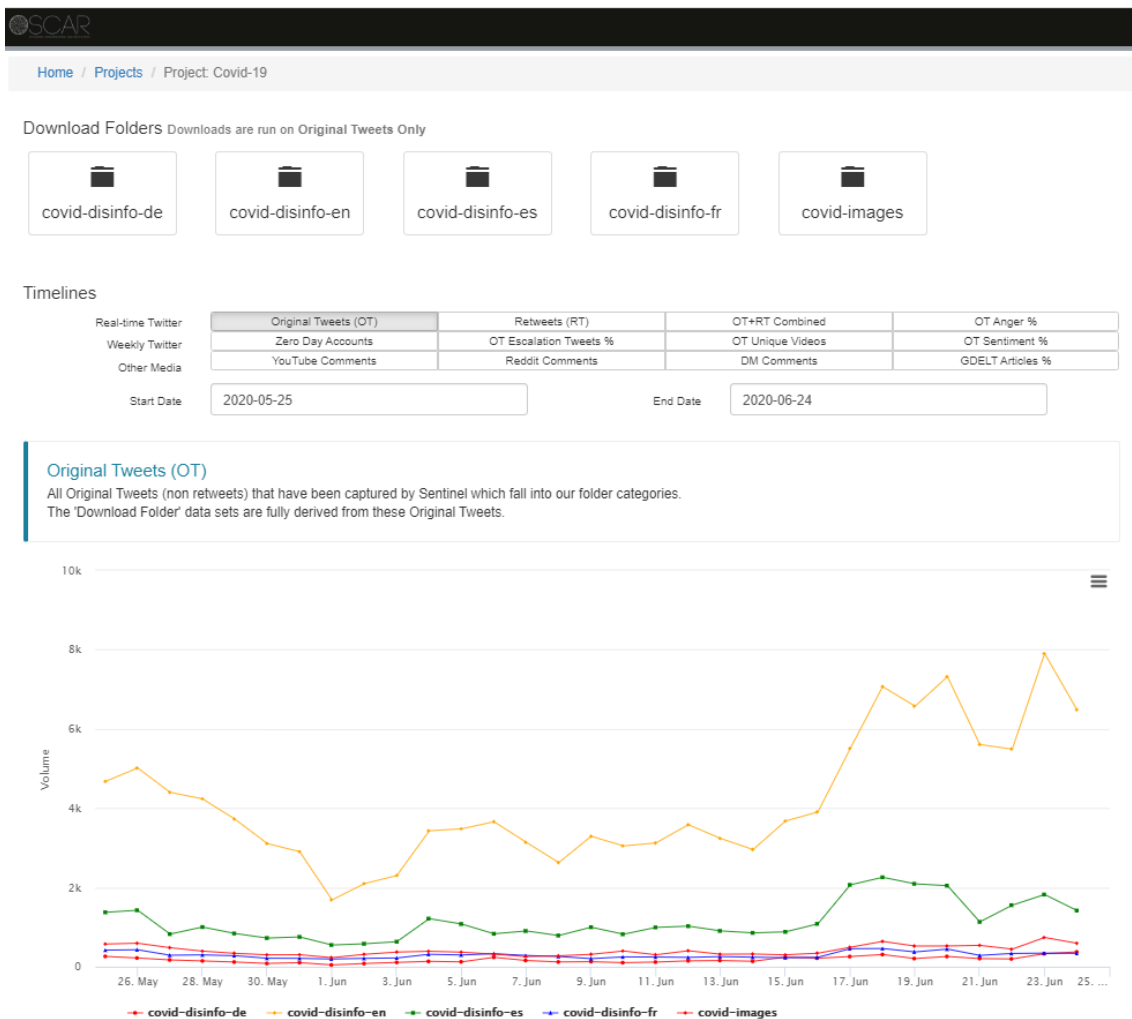 OSCAR
Home / Projects / Project: Covid-19
Download Folders Downloads are run on Original Tweets Only
covid-disinfo-de covid-disinfo-en covid-disinfo-es covid-disinfo-fr covid-images
Timelines
Real-time Twitter Original Tweets (OT) Retweets (RT) OT+RT Combined OT Anger %
Weekly Twitter Zero Day Accounts OT Escalation Tweets % OT Unique Videos OT Sentiment %
Other Media YouTube Comments Reddit Comments DM Comments GDELT Articles %
Start Date 2020-05-25 End Date 2020-06-24
Original Tweets (OT)
All Original Tweets (non retweets) that have been captured by Sentinel which fall into our folder categories.
The 'Download Folder' data sets are fully derived from these Original Tweets.
10k
8k
6k
Volume
4k
2k
0
26. May 28. May 30. May 1. Jun 3. Jun 5. Jun 7. Jun 9. Jun 11. Jun 13. Jun 15. Jun 17. Jun 19. Jun 21. Jun 23. Jun 25. ...
covid-disinfo-de covid-disinfo-en covid-disinfo-es covid-disinfo-fr covid-images